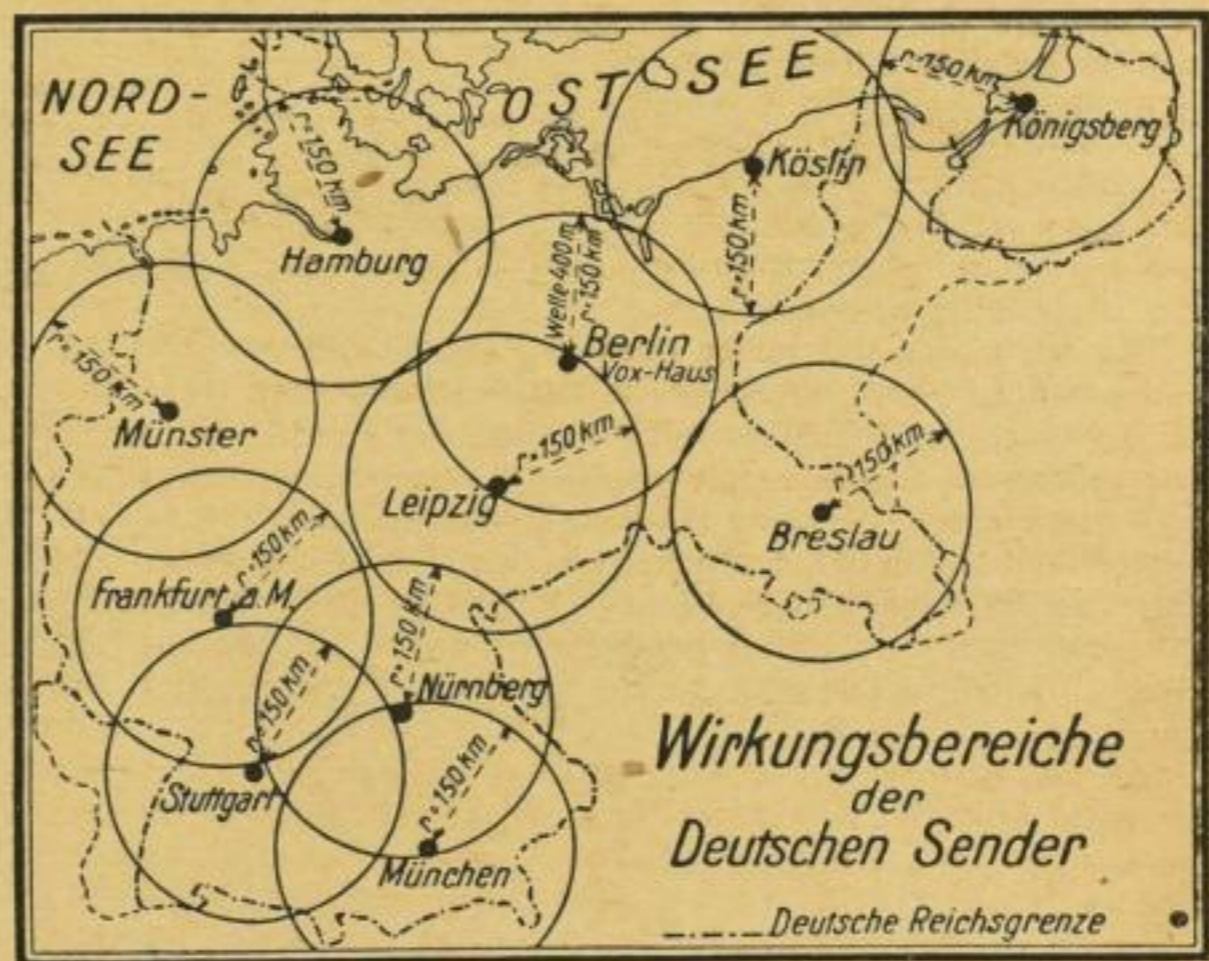 NORD-
SEE
OST SEE
r=150 km
Königsberg
r=150 km
Köslin
r=150 km
Hamburg
Welle 400 m
r=150 km
Berlin
Vox-Haus
r=150 km
Münster
r=150 km
Leipzig
r=150 km
Breslau
r=150 km
Frankfurt a.M.
r=150 km
Nürnberg
r=150 km
Stuttgart
r=150 km
München
Wirkungsbereiche
der
Deutschen Sender
Deutsche Reichsgrenze